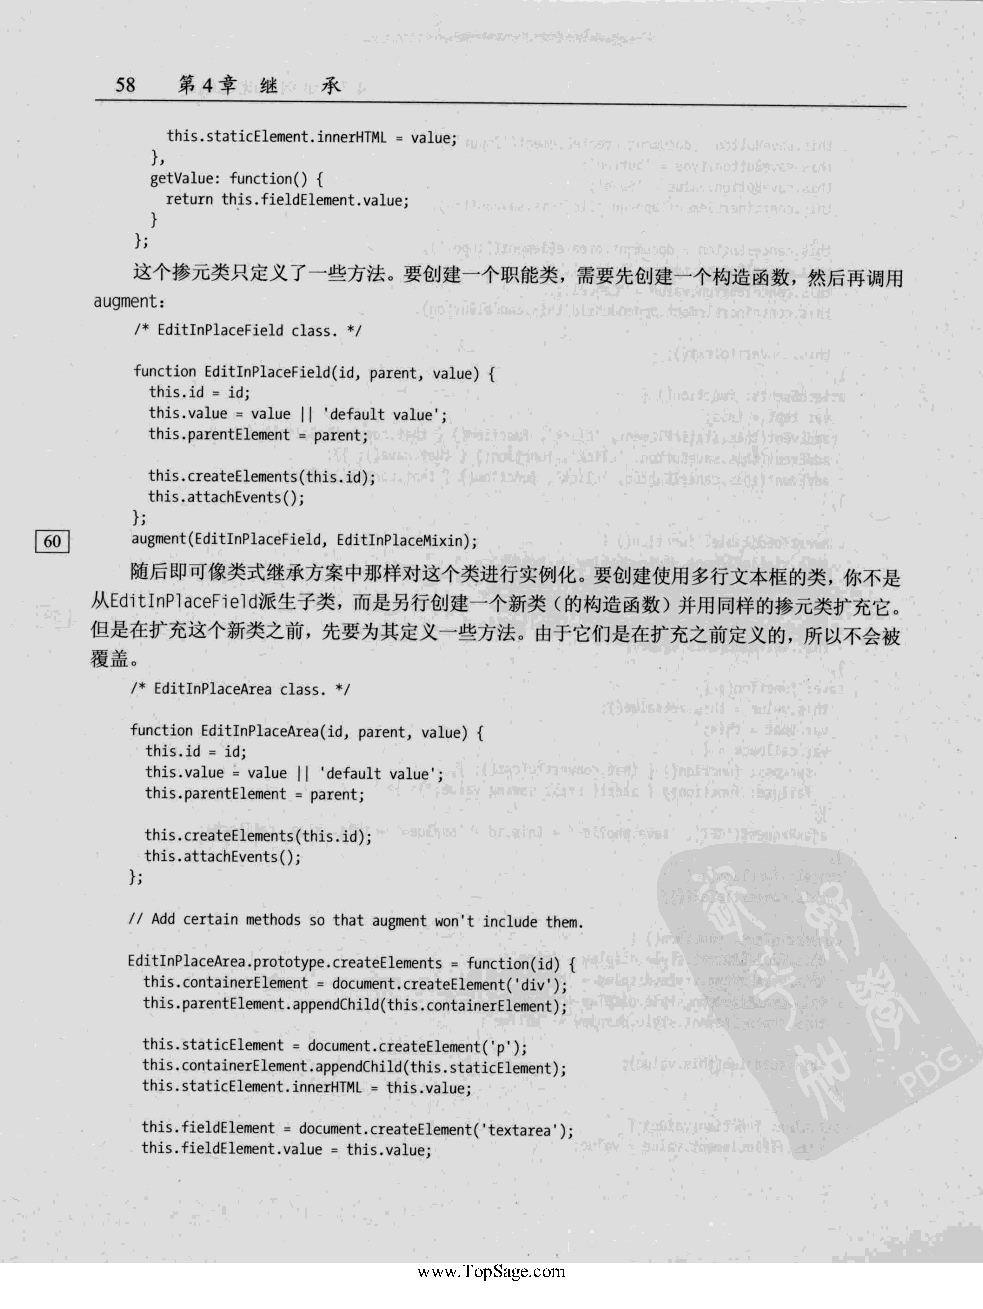 58 第4章 继 承
this.staticElement.innerHTML = value;
},
getValue: function() {
return this.fieldElement.value;
}
};
这个掺元类只定义了一些方法。要创建一个职能类，需要先创建一个构造函数，然后再调用
augment:
/* EditInPlaceField class. */
function EditInPlaceField(id, parent, value) {
this.id = id;
this.value = value || 'default value';
this.parentElement = parent;
this.createElements(this.id);
this.attachEvents();
};
60 augment(EditInPlaceField, EditInPlaceMixin);
随后即可像类式继承方案中那样对这个类进行实例化。要创建使用多行文本框的类，你不是
从EditInPlaceField派生子类，而是另行创建一个新类（的构造函数）并用同样的掺元类扩充它。
但是在扩充这个新类之前，先要为其定义一些方法。由于它们是在扩充之前定义的，所以不会被
覆盖。
/* EditInPlaceArea class. */
function EditInPlaceArea(id, parent, value) {
this.id = id;
this.value = value || 'default value';
this.parentElement = parent;
this.createElements(this.id);
this.attachEvents();
};
// Add certain methods so that augment won't include them.
EditInPlaceArea.prototype.createElements = function(id) {
this.containerElement = document.createElement('div');
this.parentElement.appendChild(this.containerElement);
this.staticElement = document.createElement('p');
this.containerElement.appendChild(this.staticElement);
this.staticElement.innerHTML = this.value;
PDG
this.fieldElement = document.createElement('textarea');
this.fieldElement.value = this.value;
www.TopSage.com